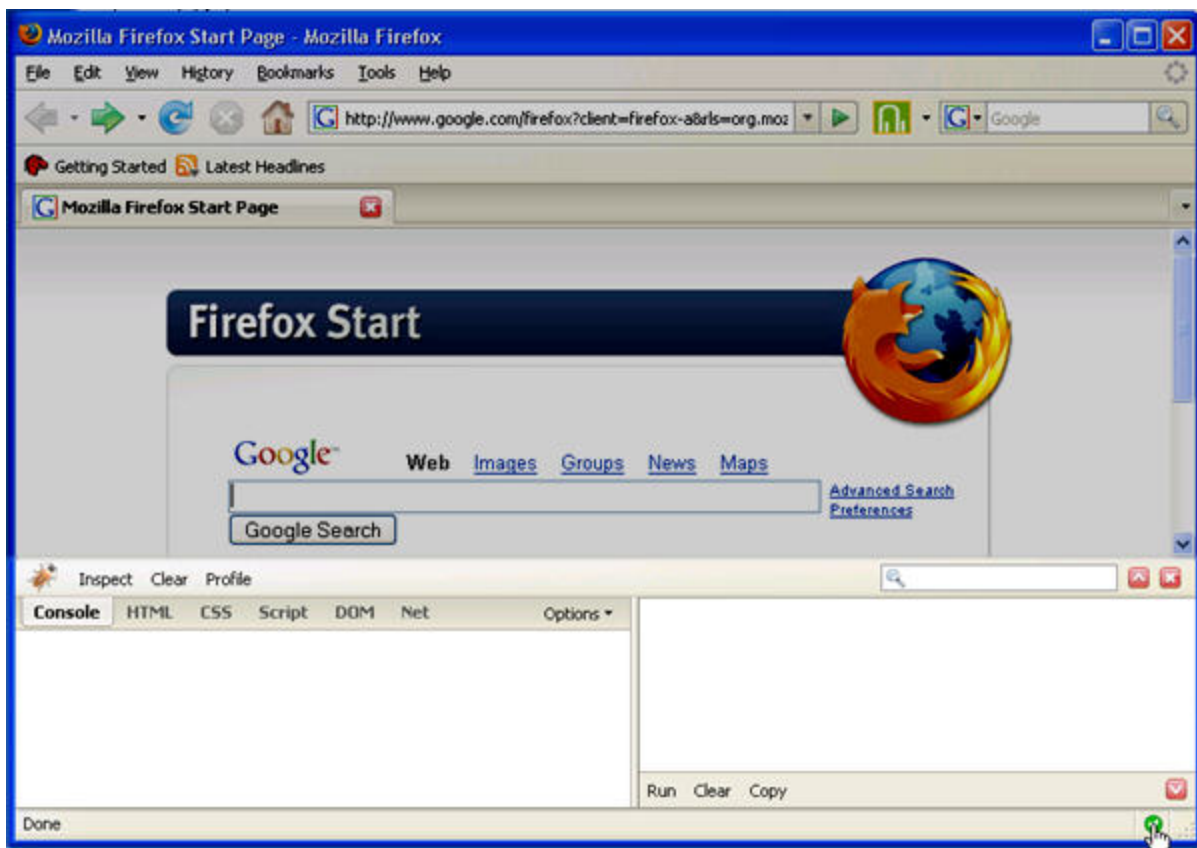 Mozilla Firefox Start Page - Mozilla Firefox
File Edit View History Bookmarks Tools Help
http://www.google.com/firefox?client=firefox-a&rls=org.moz
Google
Getting Started Latest Headlines
Mozilla Firefox Start Page
Firefox Start
Google™ Web Images Groups News Maps
Advanced Search
Preferences
Google Search
Inspect Clear Profile
Console HTML CSS Script DOM Net Options
Run Clear Copy
Done